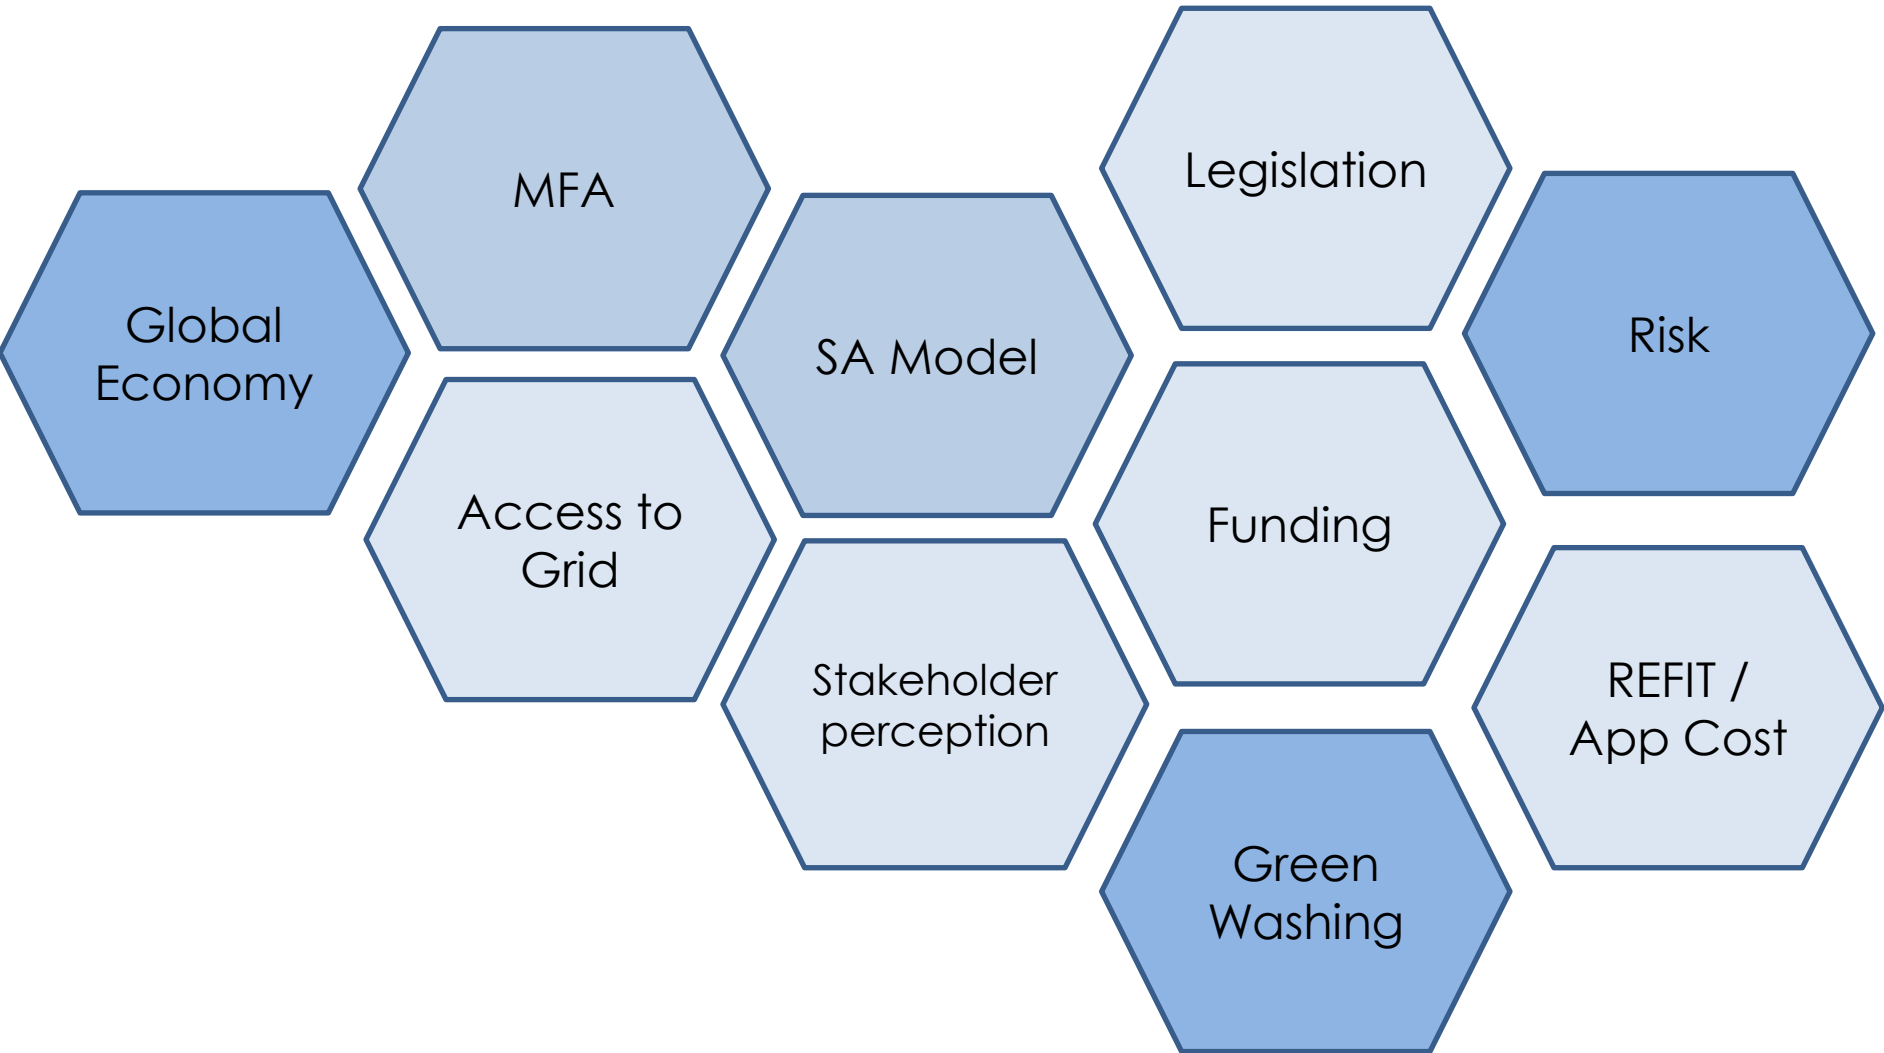 MFA
Legislation
Global
Economy
SA Model
Risk
Access to
Grid
Funding
Stakeholder
perception
REFIT /
App Cost
Green
Washing